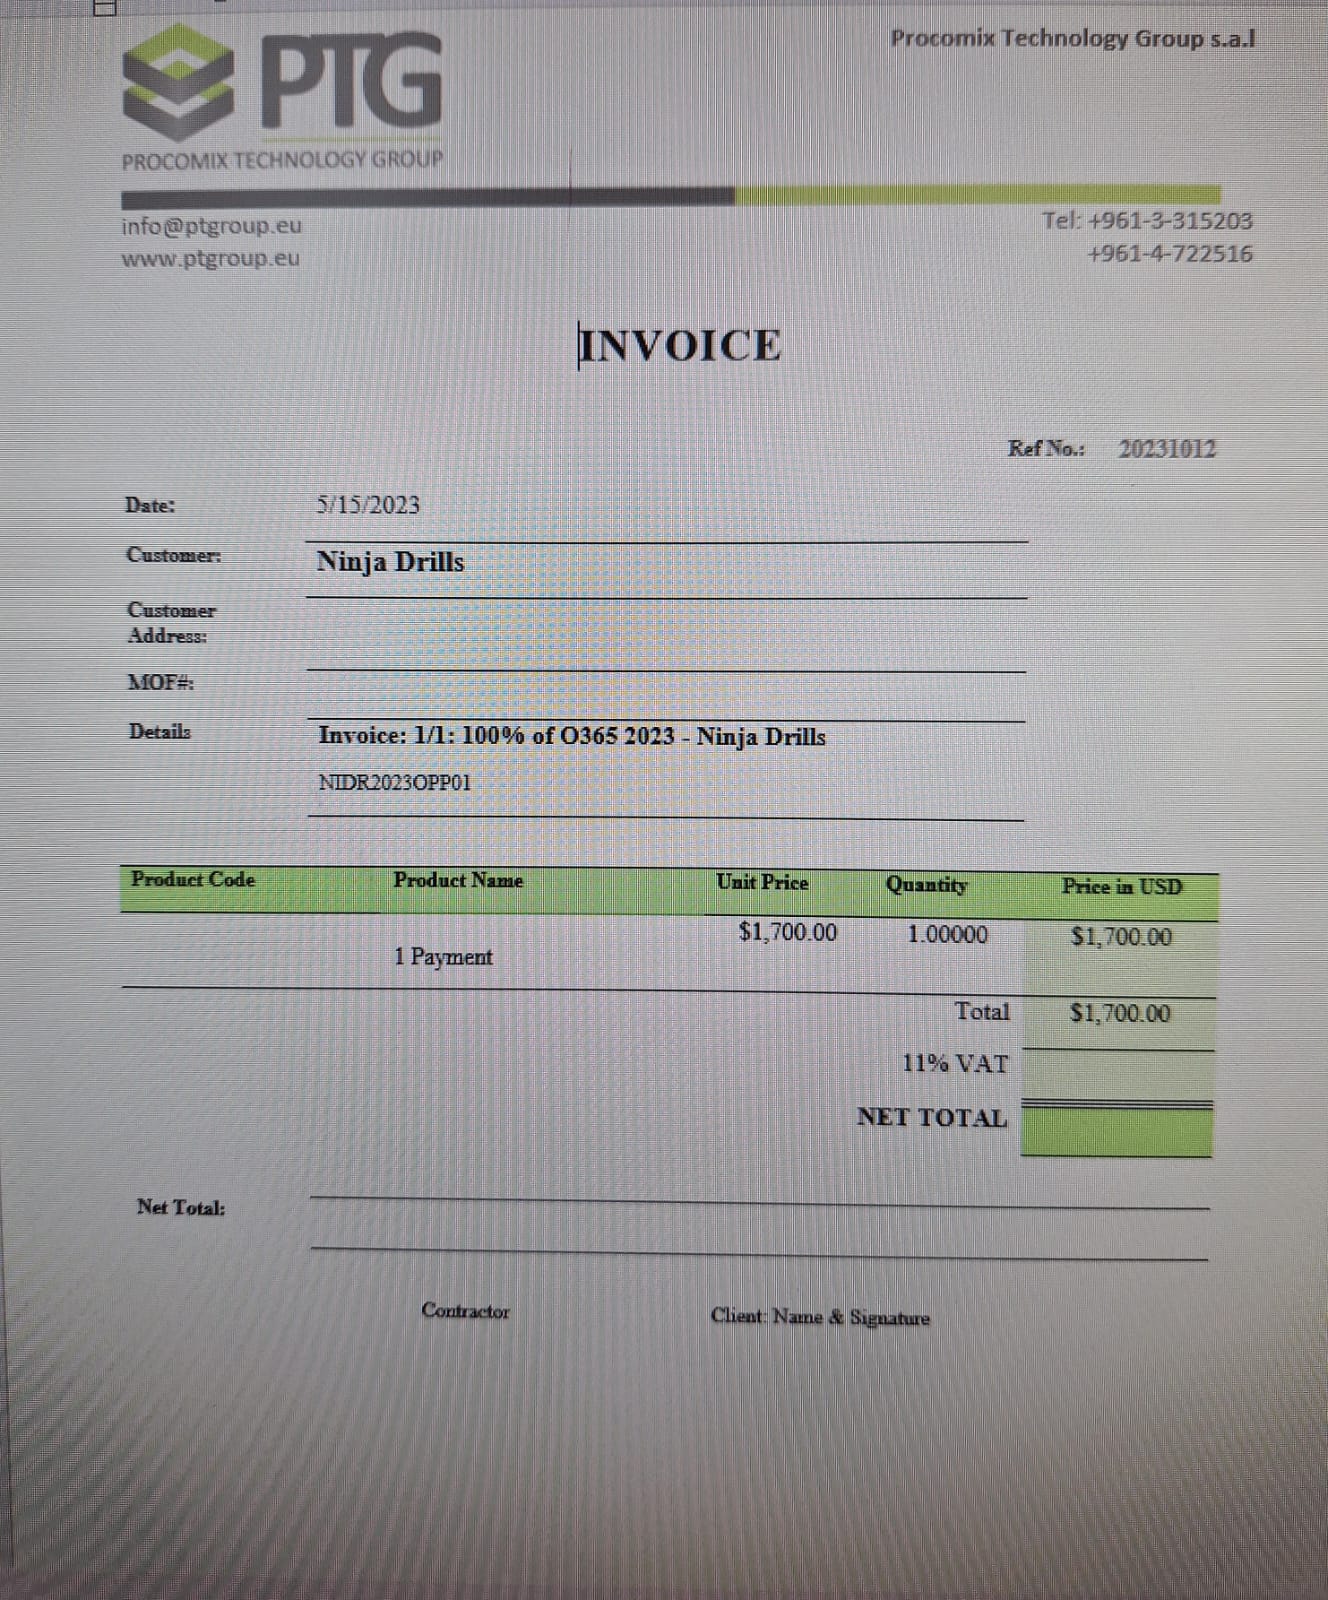 PTG
Procomix Technology Group s.a.l
PROCOMIX TECHNOLOGY GROUP
info@ptgroup.eu
www.ptgroup.eu
Tel: +961-3-315203
+961-4-722516
INVOICE
Ref No.: 20231012
Date: 5/15/2023
Customer: Ninja Drills
Customer
Address:
MOF#:
Details Invoice: 1/1: 100% of O365 2023 - Ninja Drills
NIDR2023OPP01
Product Code Product Name Unit Price Quantity Price in USD
1 Payment $1,700.00 1.00000 $1,700.00
Total $1,700.00
11% VAT
NET TOTAL
Net Total:
Contractor Client: Name & Signature